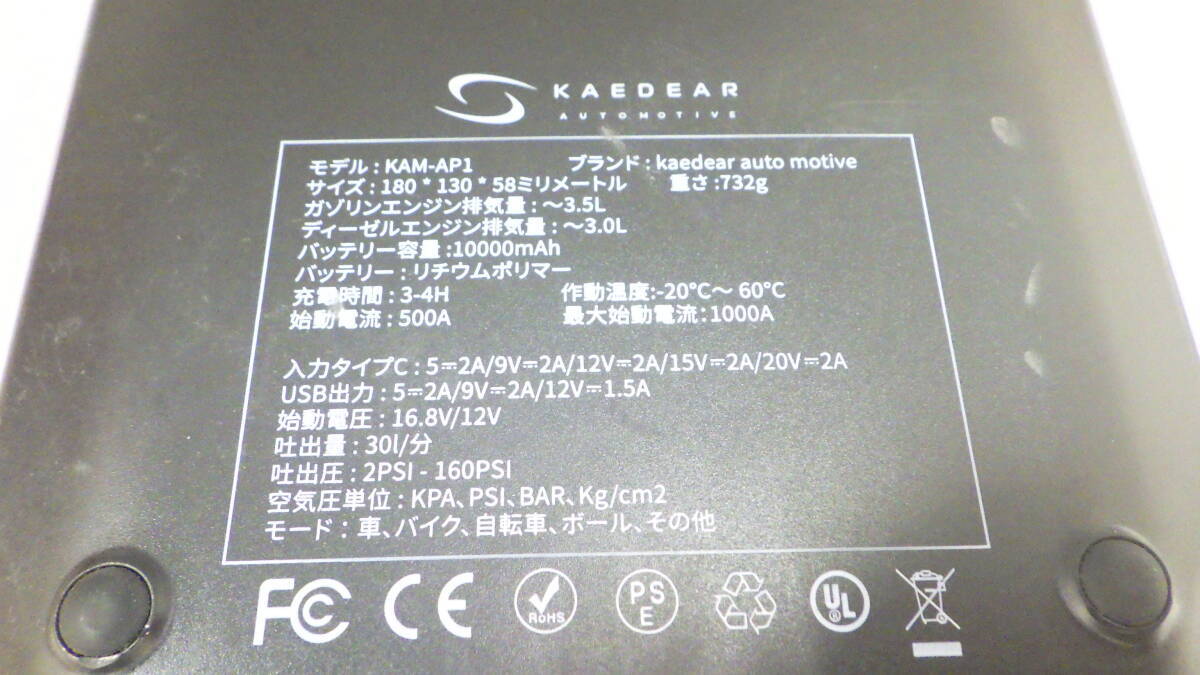 KAEDEAR
AUTOMOTIVE
モデル : KAM-AP1 ブランド : kaedear auto motive
サイズ : 180 * 130 * 58ミリメートル 重さ :732g
ガゾリンエンジン排気量 : ～3.5L
ディーゼルエンジン排気量 : ～3.0L
バッテリー容量 :10000mAh
バッテリー : リチウムポリマー
充電時間 : 3-4H 作動温度:-20°C～ 60°C
始動電流 : 500A 最大始動電流:1000A
入力タイプC : 5⎓2A/9V⎓2A/12V⎓2A/15V⎓2A/20V⎓2A
USB出力 : 5⎓2A/9V⎓2A/12V⎓1.5A
始動電圧 : 16.8V/12V
吐出量 : 30l/分
吐出圧 : 2PSI - 160PSI
空気圧単位 : KPA、PSI、BAR、Kg/cm2
モード : 車、バイク、自転車、ボール、その他
FC CE RoHS PSE UL